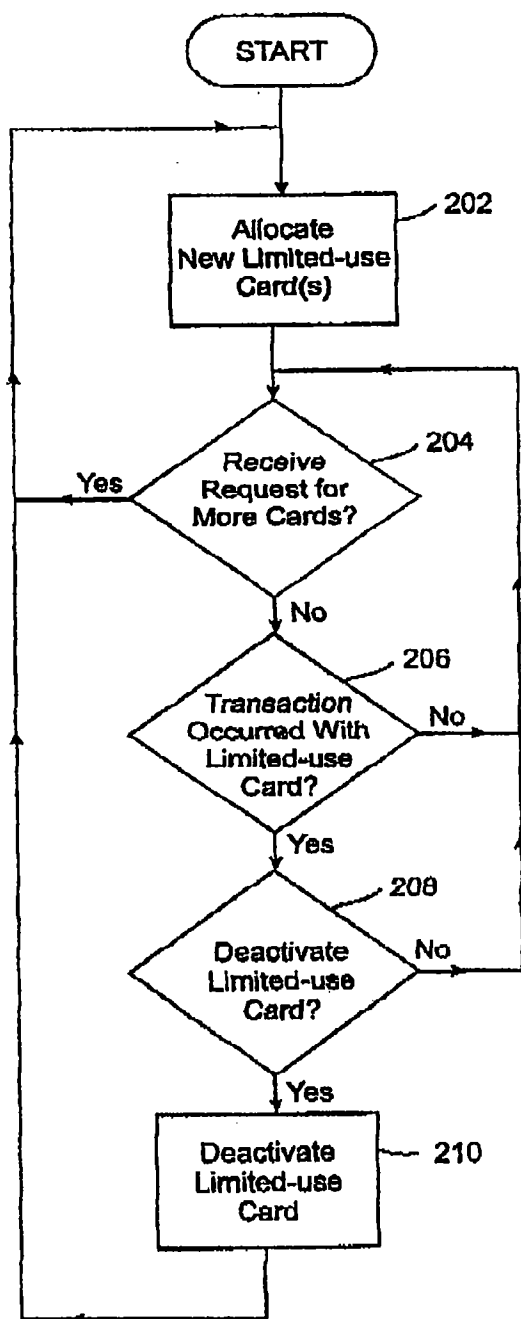 START
202
Allocate
New Limited-use
Card(s)
204
Receive
Request for
More Cards?
Yes
No
206
Transaction
Occurred With
Limited-use
Card?
No
Yes
208
Deactivate
Limited-use
Card?
No
Yes
210
Deactivate
Limited-use
Card